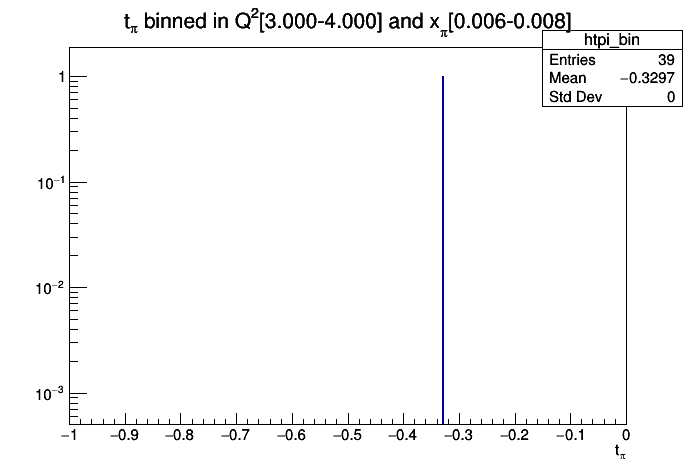 t_π binned in Q²[3.000-4.000] and x_π[0.006-0.008]
htpi_bin
Entries 39
Mean −0.3297
Std Dev 0
1
10⁻¹
10⁻²
10⁻³
−1 −0.9 −0.8 −0.7 −0.6 −0.5 −0.4 −0.3 −0.2 −0.1 0
t_π